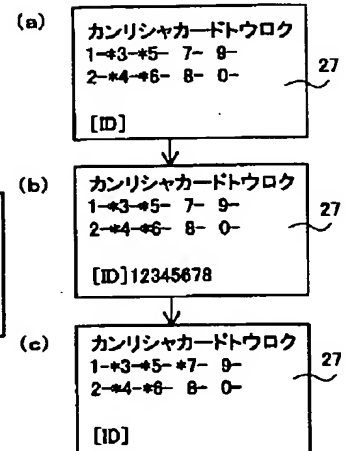 (a)
カンリシャカードトウロク
1-*3-*5- 7- 9-
2-*4-*6- 8- 0-
27
[ID]
(b)
カンリシャカードトウロク
1-*3-*5- 7- 9-
2-*4-*6- 8- 0-
27
[ID]12345678
(c)
カンリシャカードトウロク
1-*3-*5-*7- 9-
2-*4-*6- 8- 0-
27
[ID]